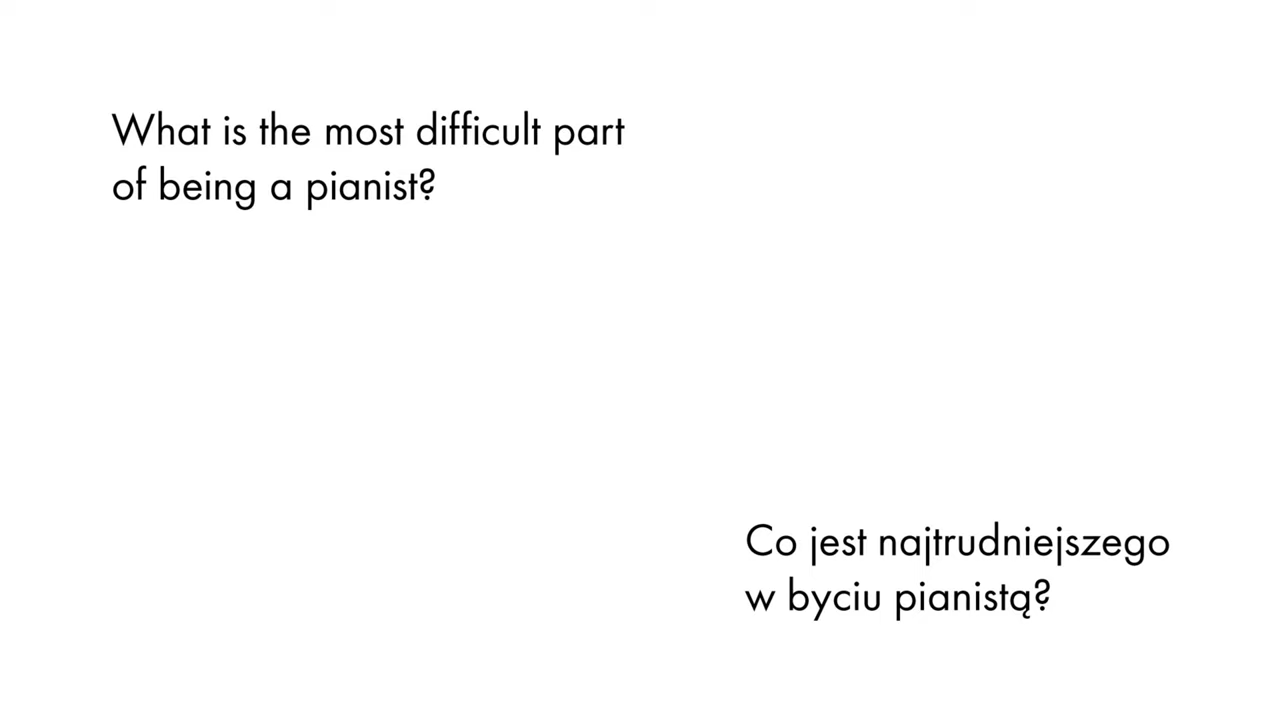 What is the most difficult part
of being a pianist?
Co jest najtrudniejszego
w byciu pianistą?